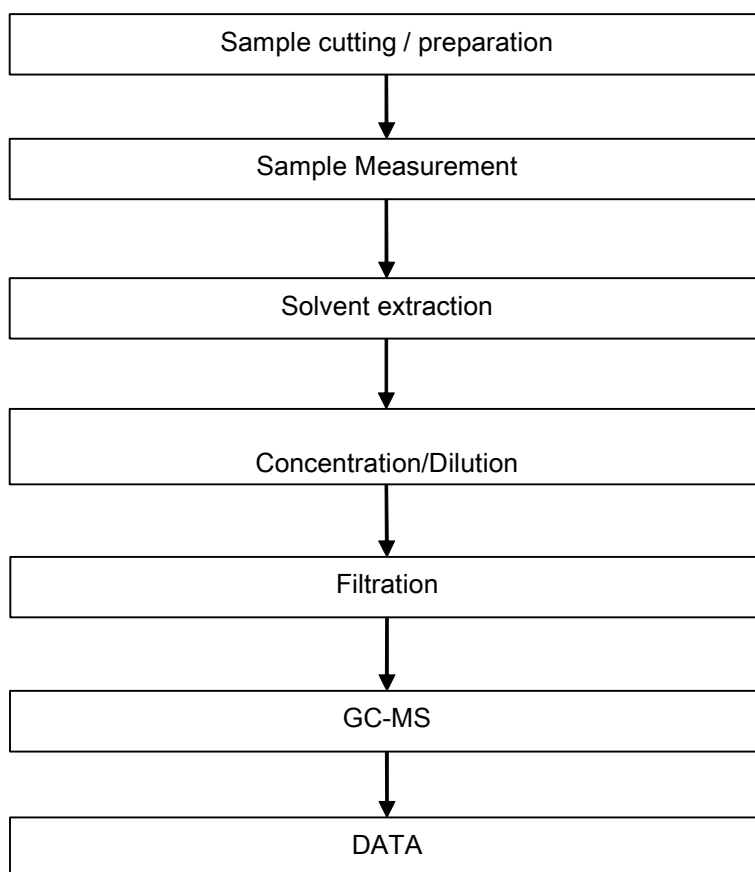 Sample cutting / preparation
Sample Measurement
Solvent extraction
Concentration/Dilution
Filtration
GC-MS
DATA